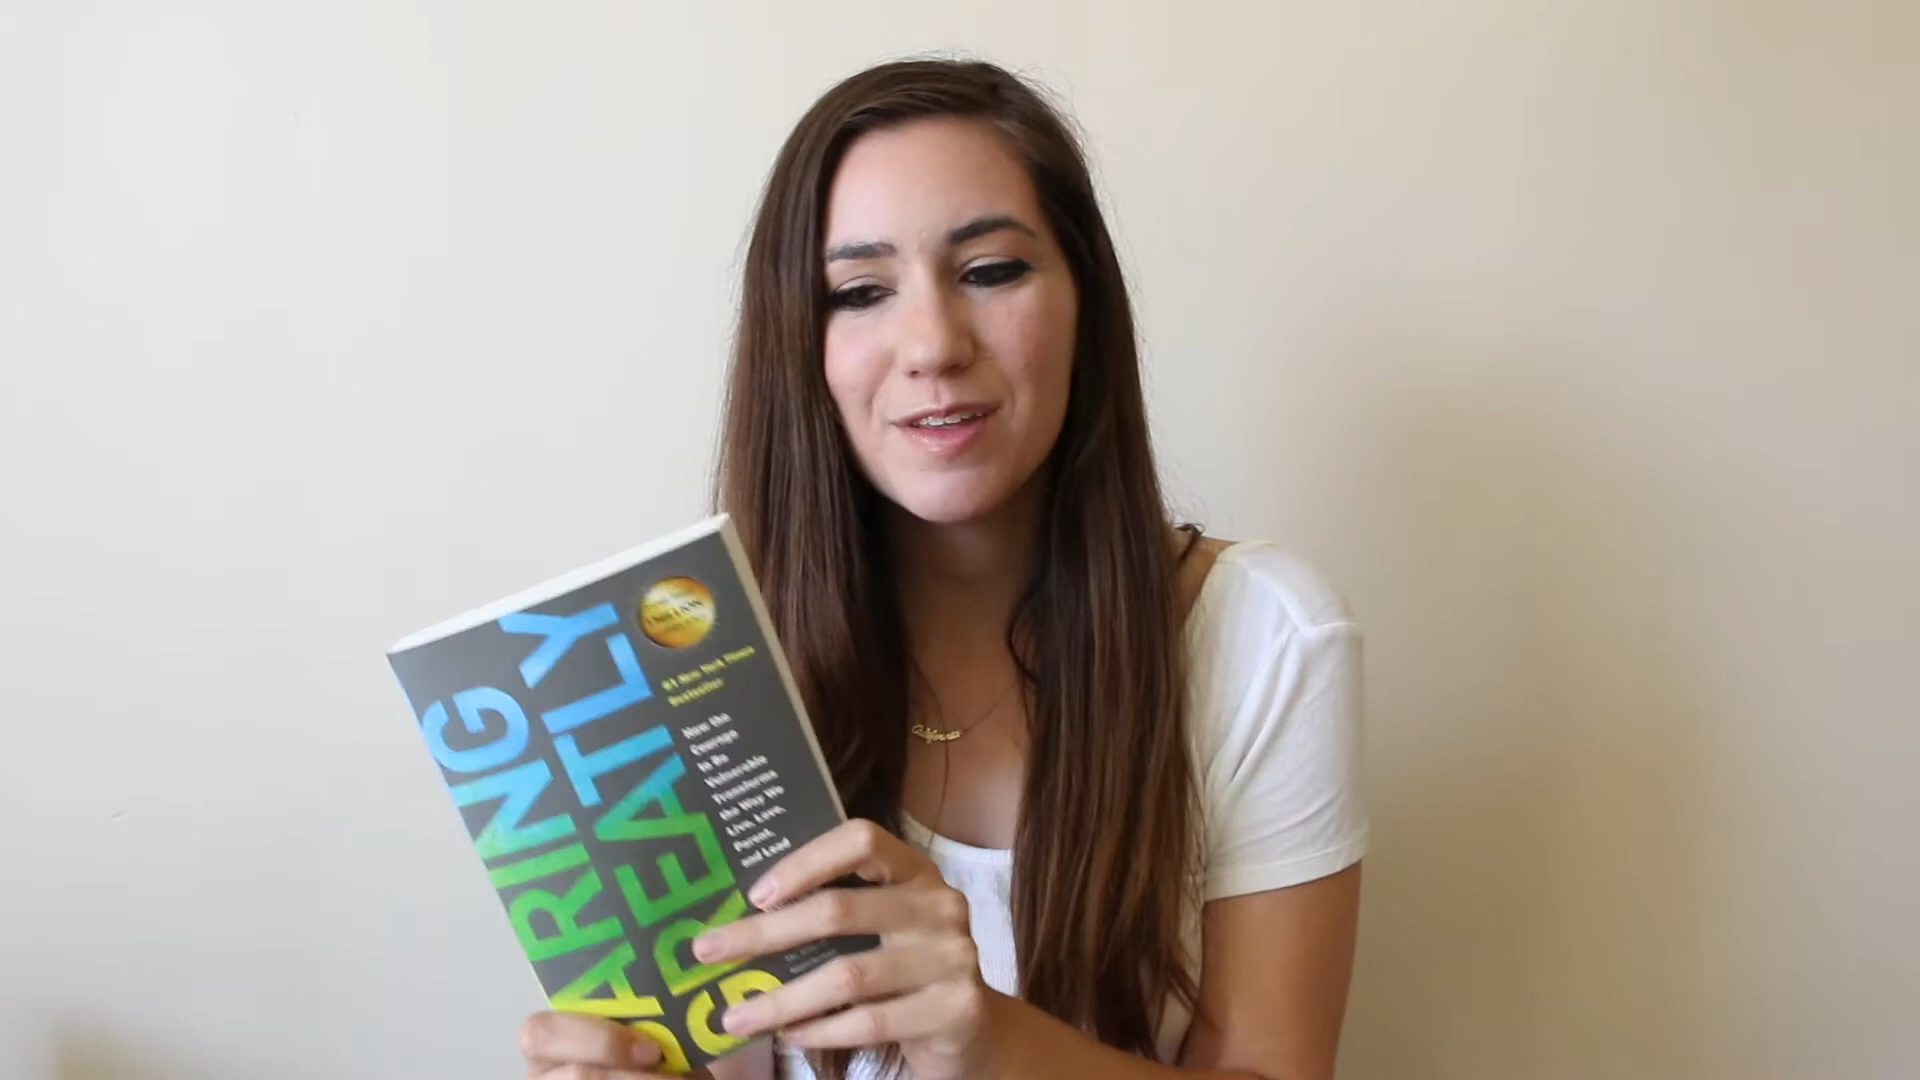 DARING
GREATLY
#1 New York Times
Bestseller
How the
Courage
to Be
Vulnerable
Transforms
the Way We
Live, Love,
Parent,
and Lead
California